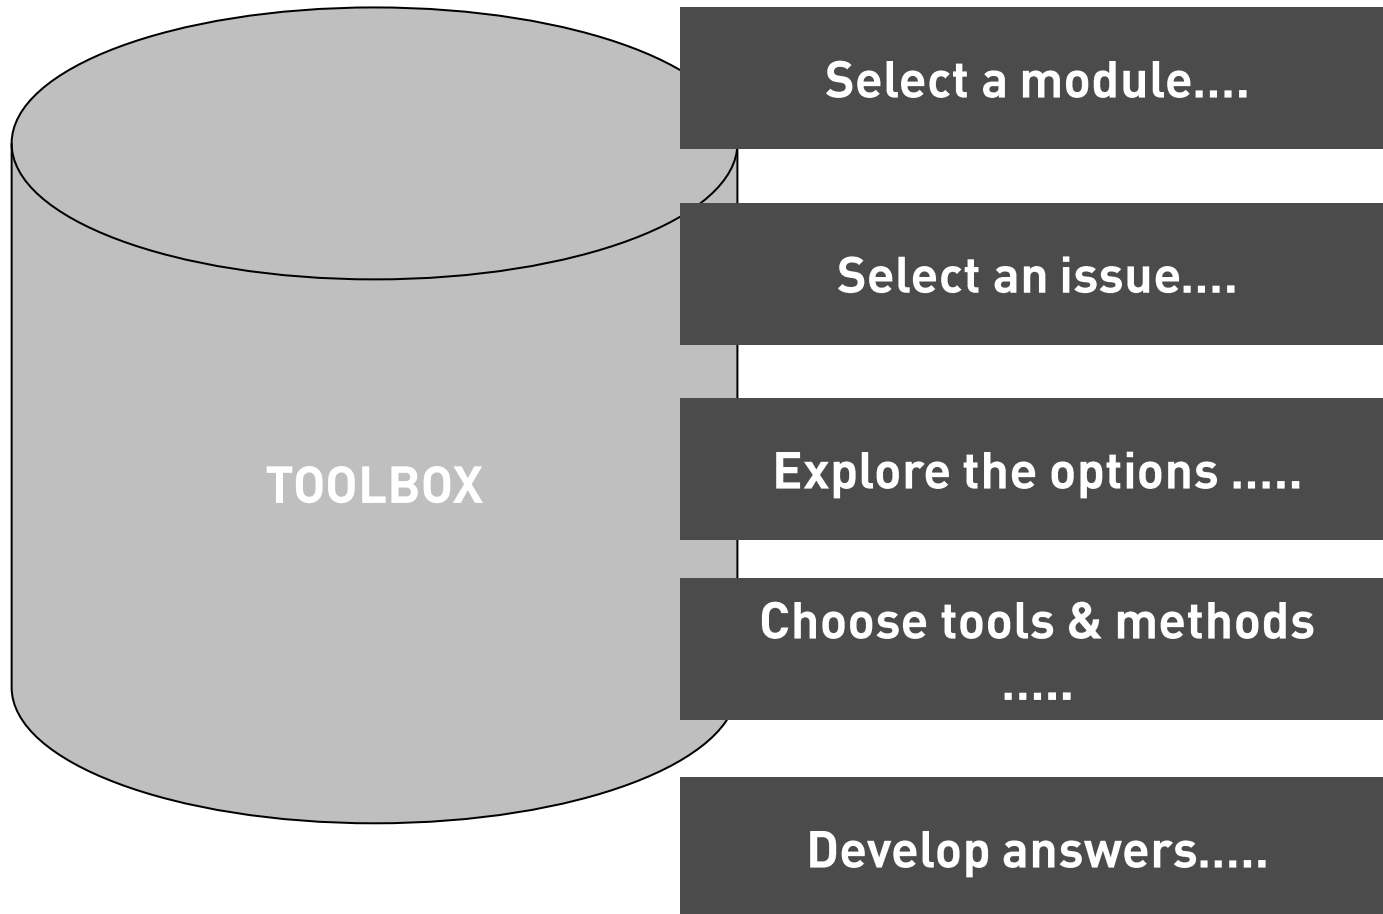 Select a module....
Select an issue....
TOOLBOX
Explore the options .....
Choose tools & methods
.....
Develop answers.....